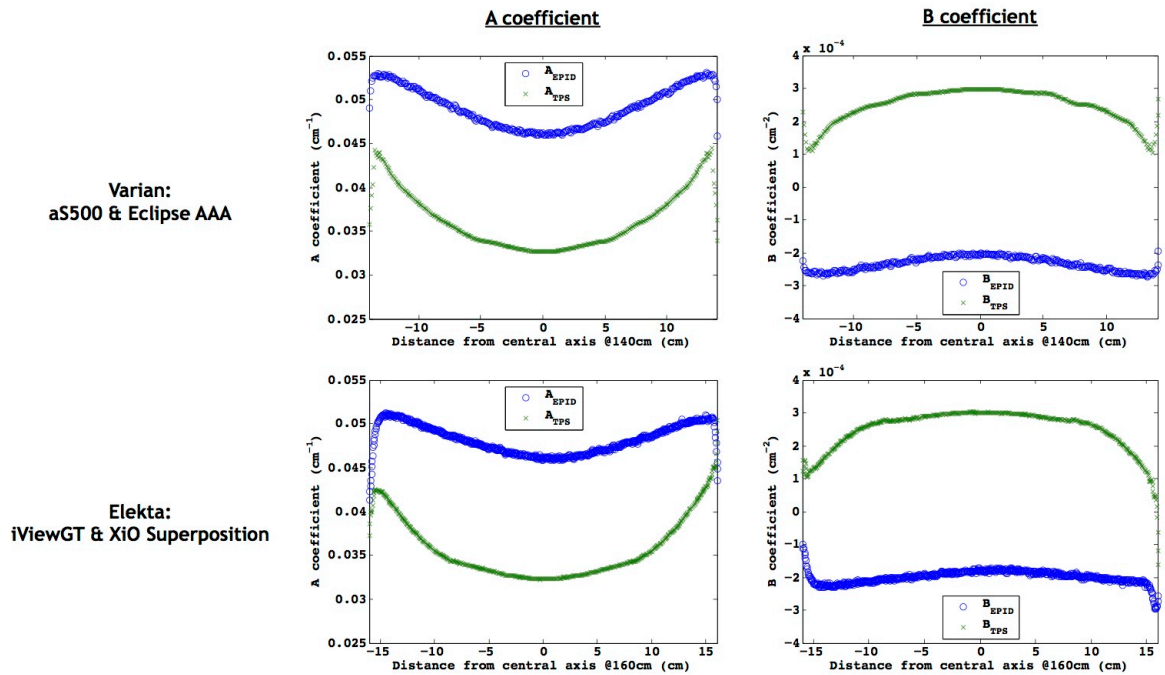 A coefficient
B coefficient
Varian:
aS500 & Eclipse AAA
A coefficient (cm⁻¹)
0.055
0.05
0.045
0.04
0.035
0.03
0.025
A_EPID
A_TPS
−10 −5 0 5 10
Distance from central axis @140cm (cm)
B coefficient (cm⁻²)
x 10⁻⁴
4
3
2
1
0
−1
−2
−3
−4
B_EPID
B_TPS
−10 −5 0 5 10
Distance from central axis @140cm (cm)
Elekta:
iViewGT & XiO Superposition
A coefficient (cm⁻¹)
0.055
0.05
0.045
0.04
0.035
0.03
0.025
A_EPID
A_TPS
−15 −10 −5 0 5 10 15
Distance from central axis @160cm (cm)
B coefficient (cm⁻²)
x 10⁻⁴
4
3
2
1
0
−1
−2
−3
−4
B_EPID
B_TPS
−15 −10 −5 0 5 10 15
Distance from central axis @160cm (cm)